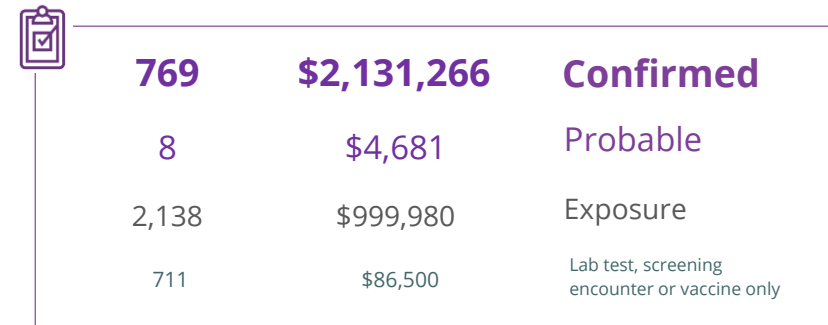 769 $2,131,266 Confirmed
8 $4,681 Probable
2,138 $999,980 Exposure
711 $86,500 Lab test, screening
encounter or vaccine only